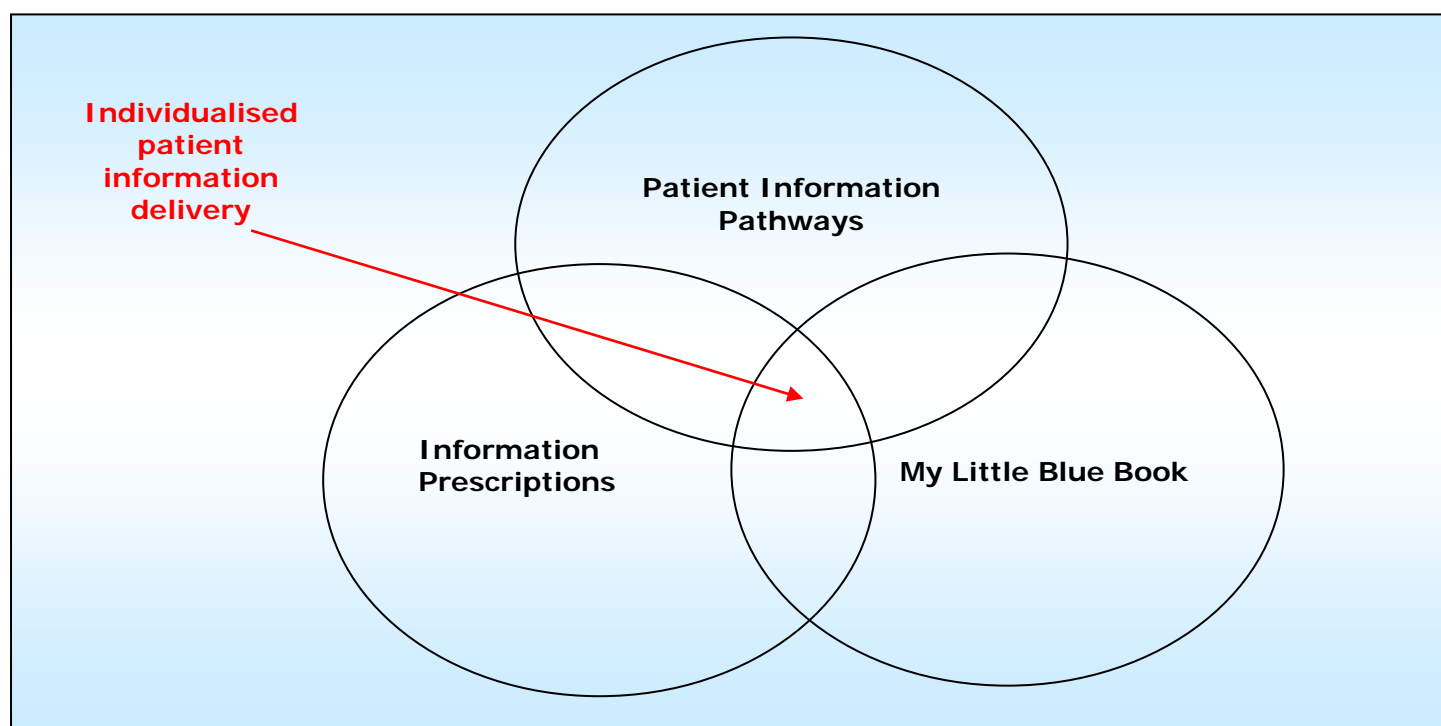 Individualised
patient
information
delivery
Patient Information
Pathways
Information
Prescriptions
My Little Blue Book